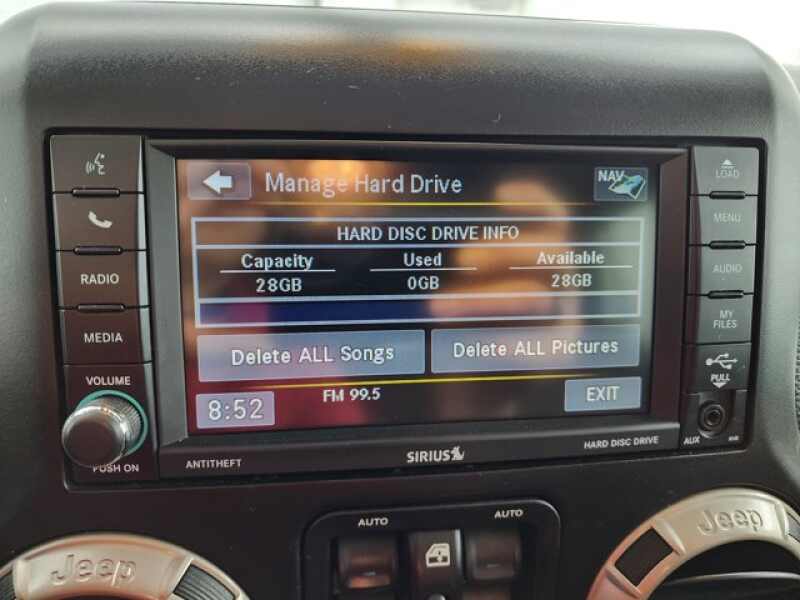 LOAD
NAV
Manage Hard Drive
MENU
HARD DISC DRIVE INFO
Capacity Used Available
28GB 0GB 28GB
RADIO
AUDIO
MEDIA
MY
FILES
Delete ALL Songs
Delete ALL Pictures
VOLUME
PULL
8:52
FM 99.5
EXIT
PUSH ON
ANTITHEFT
SIRIUS
HARD DISC DRIVE
AUX
AUTO
AUTO
Jeep
Jeep